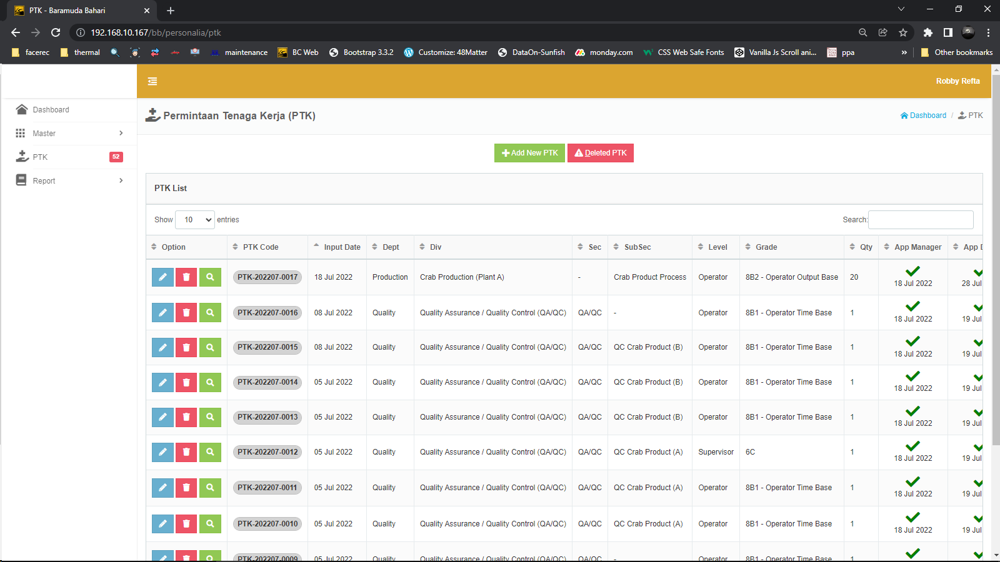 PTK - Baramuda Bahari
192.168.10.167/bb/personalia/ptk
facerec thermal maintenance BC Web Bootstrap 3.3.2 Customize: 48Matter DataOn-Sunfish monday.com CSS Web Safe Fonts Vanilla Js Scroll ani... ppa » Other bookmarks
Robby Refta
Dashboard
Master
PTK 52
Report
Permintaan Tenaga Kerja (PTK)
Dashboard / PTK
Add New PTK Deleted PTK
PTK List
Show 10 entries Search:
Option PTK Code Input Date Dept Div Sec SubSec Level Grade Qty App Manager App D
PTK-202207-0017 18 Jul 2022 Production Crab Production (Plant A) - Crab Product Process Operator 8B2 - Operator Output Base 20 18 Jul 2022 28 Jul
PTK-202207-0016 08 Jul 2022 Quality Quality Assurance / Quality Control (QA/QC) QA/QC - Operator 8B1 - Operator Time Base 1 18 Jul 2022 19 Jul
PTK-202207-0015 08 Jul 2022 Quality Quality Assurance / Quality Control (QA/QC) QA/QC QC Crab Product (B) Operator 8B1 - Operator Time Base 1 18 Jul 2022 19 Jul
PTK-202207-0014 05 Jul 2022 Quality Quality Assurance / Quality Control (QA/QC) QA/QC QC Crab Product (B) Operator 8B1 - Operator Time Base 1 18 Jul 2022 19 Jul
PTK-202207-0013 05 Jul 2022 Quality Quality Assurance / Quality Control (QA/QC) QA/QC QC Crab Product (B) Operator 8B1 - Operator Time Base 1 18 Jul 2022 19 Jul
PTK-202207-0012 05 Jul 2022 Quality Quality Assurance / Quality Control (QA/QC) QA/QC QC Crab Product (A) Supervisor 6C 1 18 Jul 2022 19 Jul
PTK-202207-0011 05 Jul 2022 Quality Quality Assurance / Quality Control (QA/QC) QA/QC QC Crab Product (A) Operator 8B1 - Operator Time Base 1 18 Jul 2022 19 Jul
PTK-202207-0010 05 Jul 2022 Quality Quality Assurance / Quality Control (QA/QC) QA/QC QC Crab Product (A) Operator 8B1 - Operator Time Base 1 18 Jul 2022 19 Jul
PTK-202207-0009 05 Jul 2022 Quality Quality Assurance / Quality Control (QA/QC) QA/QC - Operator 8B1 - Operator Time Base 1